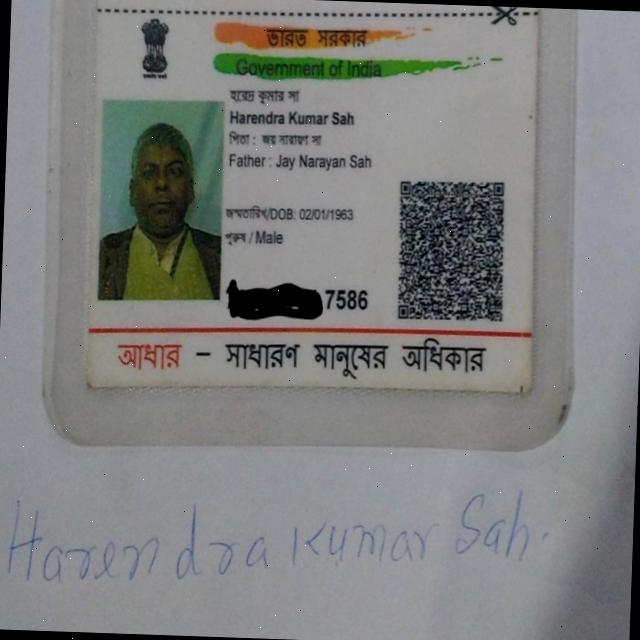 ভারত সরকার
Government of India
হরেন্দ্র কুমার সা
Harendra Kumar Sah
পিতা : জয় নারায়ণ সা
Father : Jay Narayan Sah
জন্মতারিখ/DOB: 02/01/1963
পুরুষ / Male
7586
আধার – সাধারণ মানুষের অধিকার
Harendra Kumar Sah.